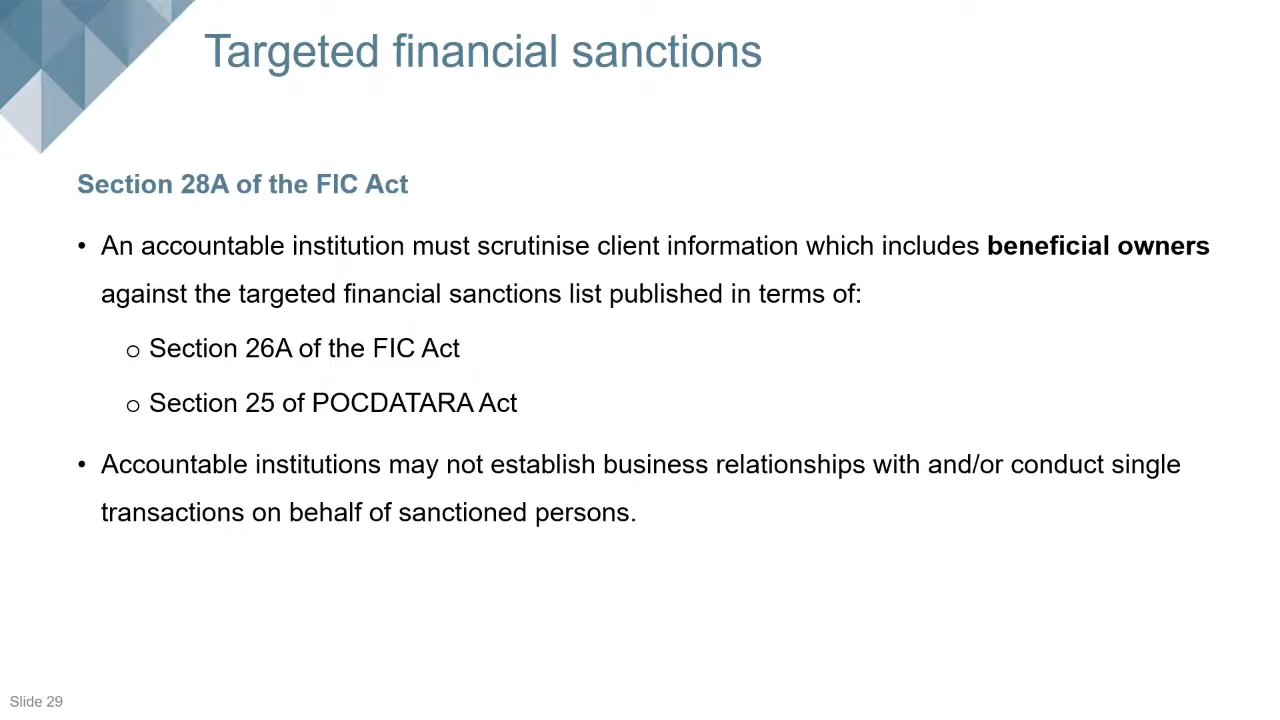 Targeted financial sanctions
Section 28A of the FIC Act
• An accountable institution must scrutinise client information which includes beneficial owners
against the targeted financial sanctions list published in terms of:
o Section 26A of the FIC Act
o Section 25 of POCDATARA Act
• Accountable institutions may not establish business relationships with and/or conduct single
transactions on behalf of sanctioned persons.
Slide 29